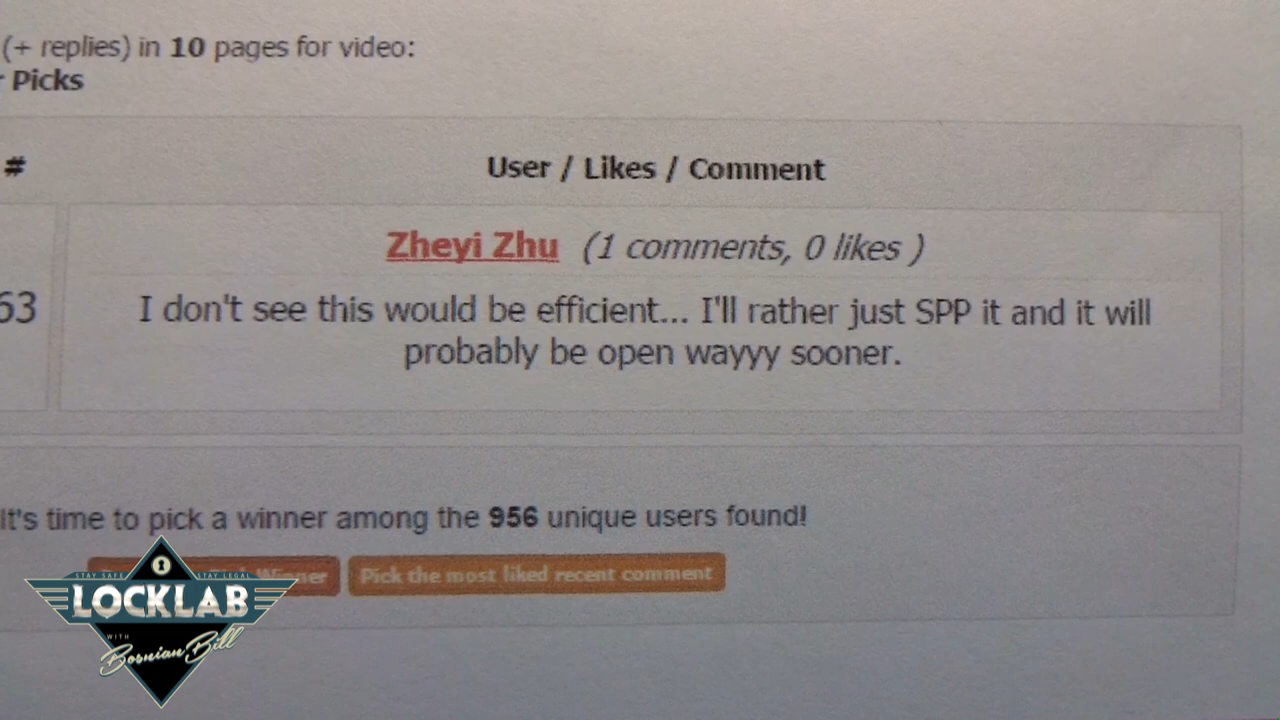 (+ replies) in 10 pages for video:
Picks
#
User / Likes / Comment
Zheyi Zhu (1 comments, 0 likes )
63
I don't see this would be efficient... I'll rather just SPP it and it will
probably be open wayyy sooner.
It's time to pick a winner among the 956 unique users found!
Winner
Pick the most liked recent comment
STAY SAFE STAY LEGAL
LOCKLAB
WITH
Bosnian Bill